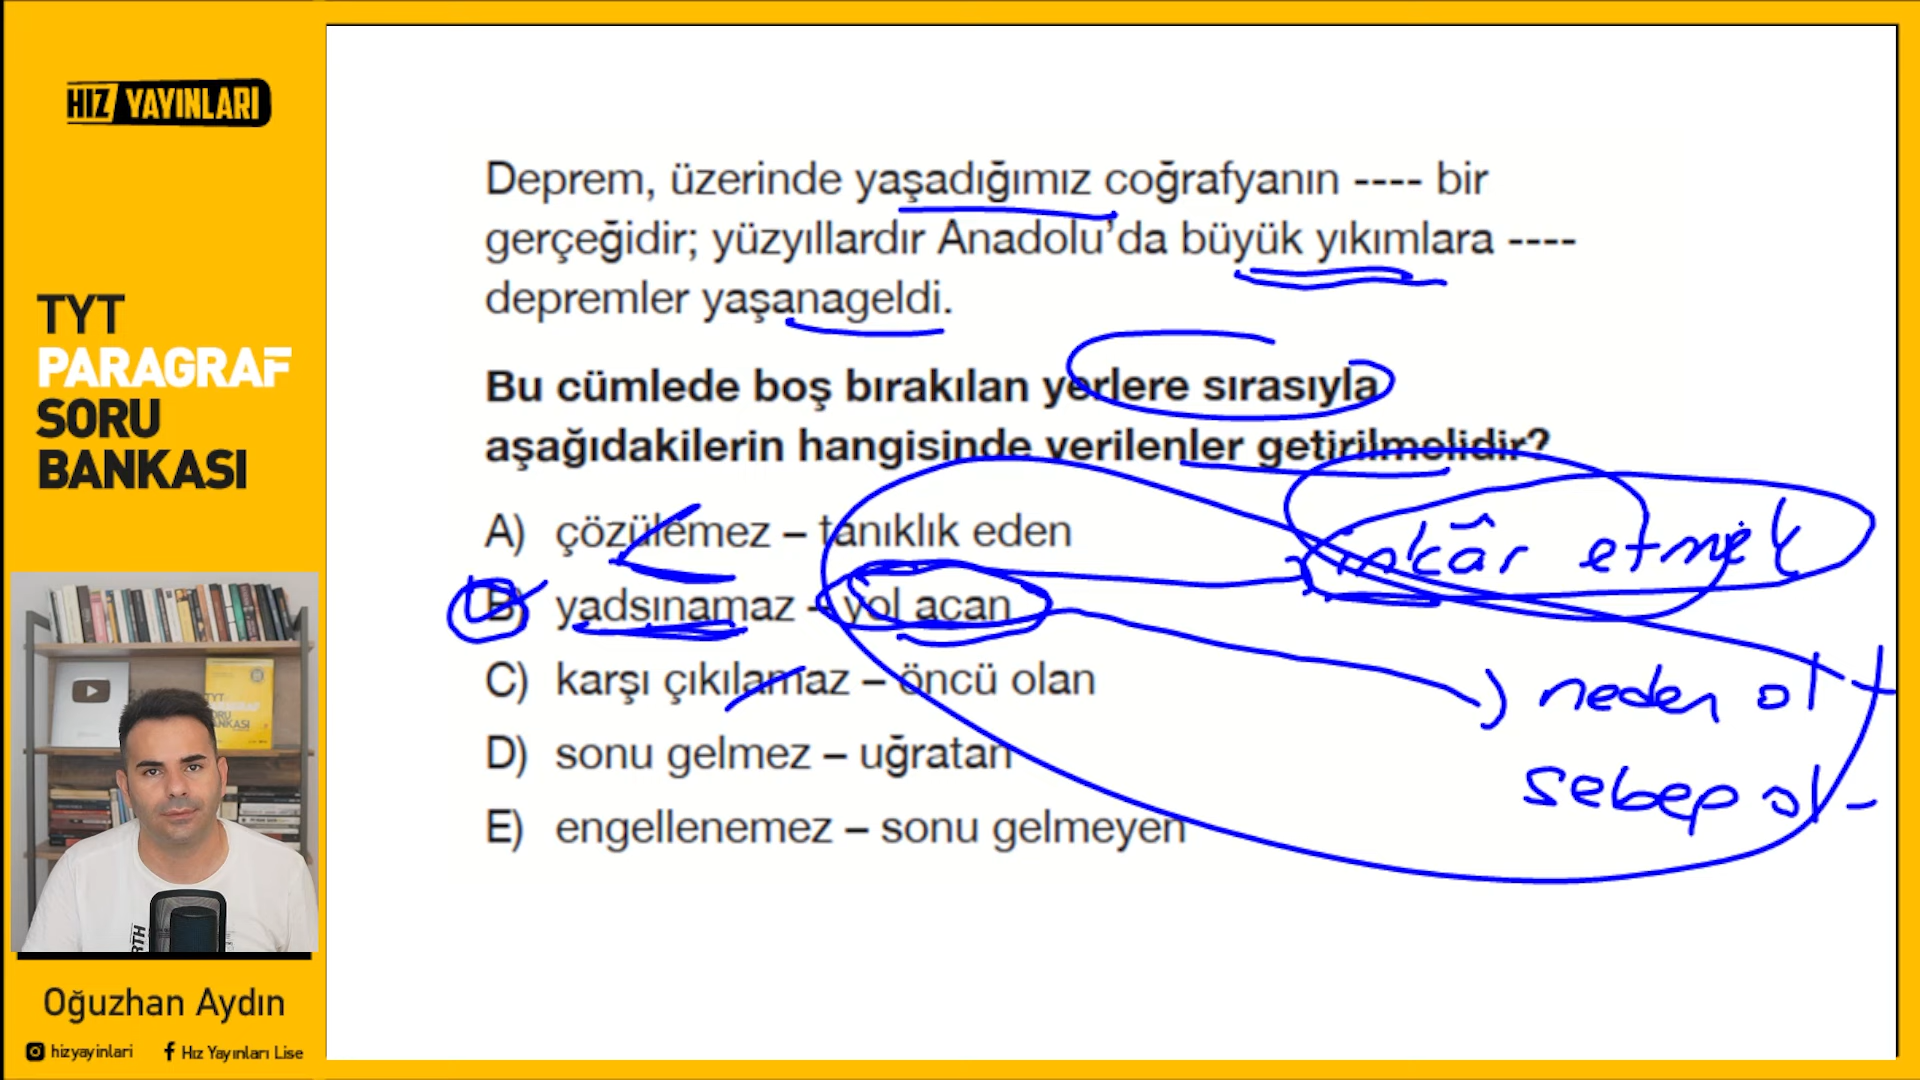 HIZ YAYINLARI
TYT
PARAGRAF
SORU
BANKASI
Oğuzhan Aydın
hizyayinlari
Hız Yayınları Lise
Deprem, üzerinde yaşadığımız coğrafyanın ---- bir
gerçeğidir; yüzyıllardır Anadolu'da büyük yıkımlara ----
depremler yaşanageldi.
Bu cümlede boş bırakılan yerlere sırasıyla
aşağıdakilerin hangisinde verilenler getirilmelidir?
A) çözülemez – tanıklık eden
B) yadsınamaz – yol açan
C) karşı çıkılamaz – öncü olan
D) sonu gelmez – uğratan
E) engellenemez – sonu gelmeyen
inkâr etmek
neden ol
sebep ol-